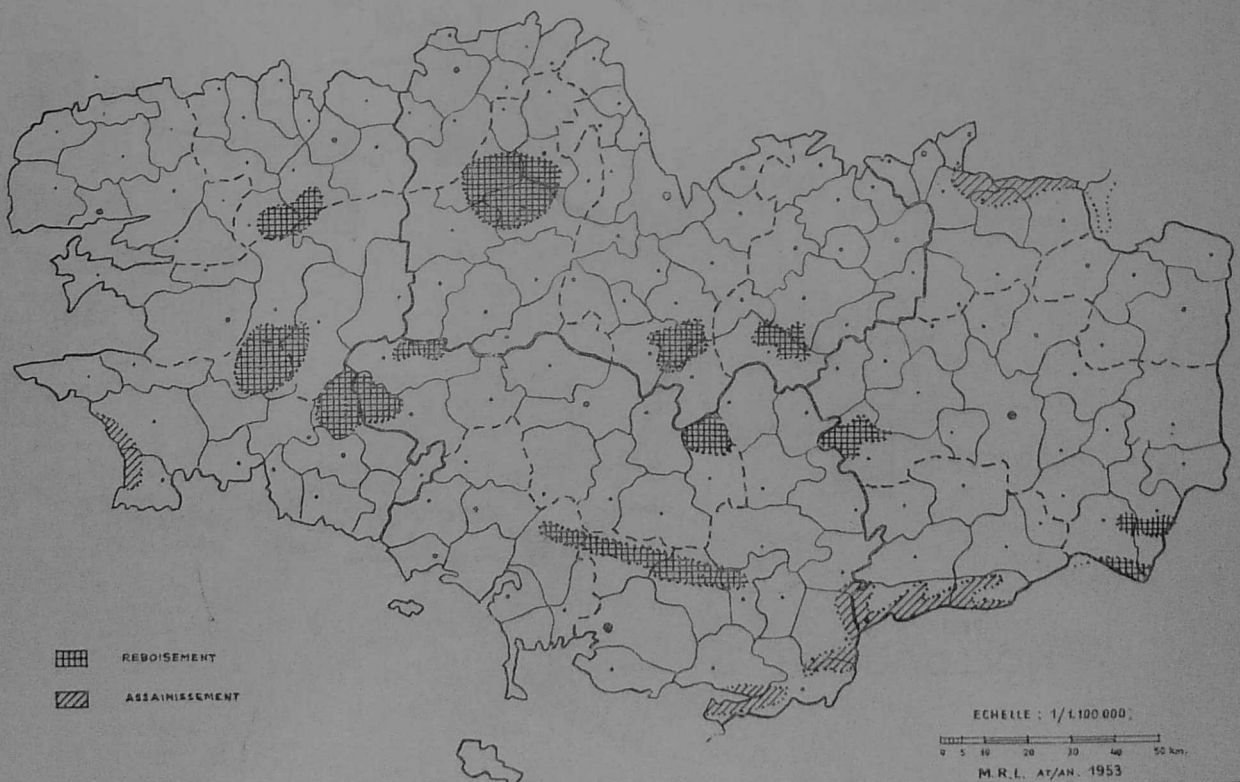 REBOISEMENT
ASSAINISSEMENT
ECHELLE : 1/1.100 000
0 5 10 20 30 40 50 km.
M.R.L. AT/AN. 1953